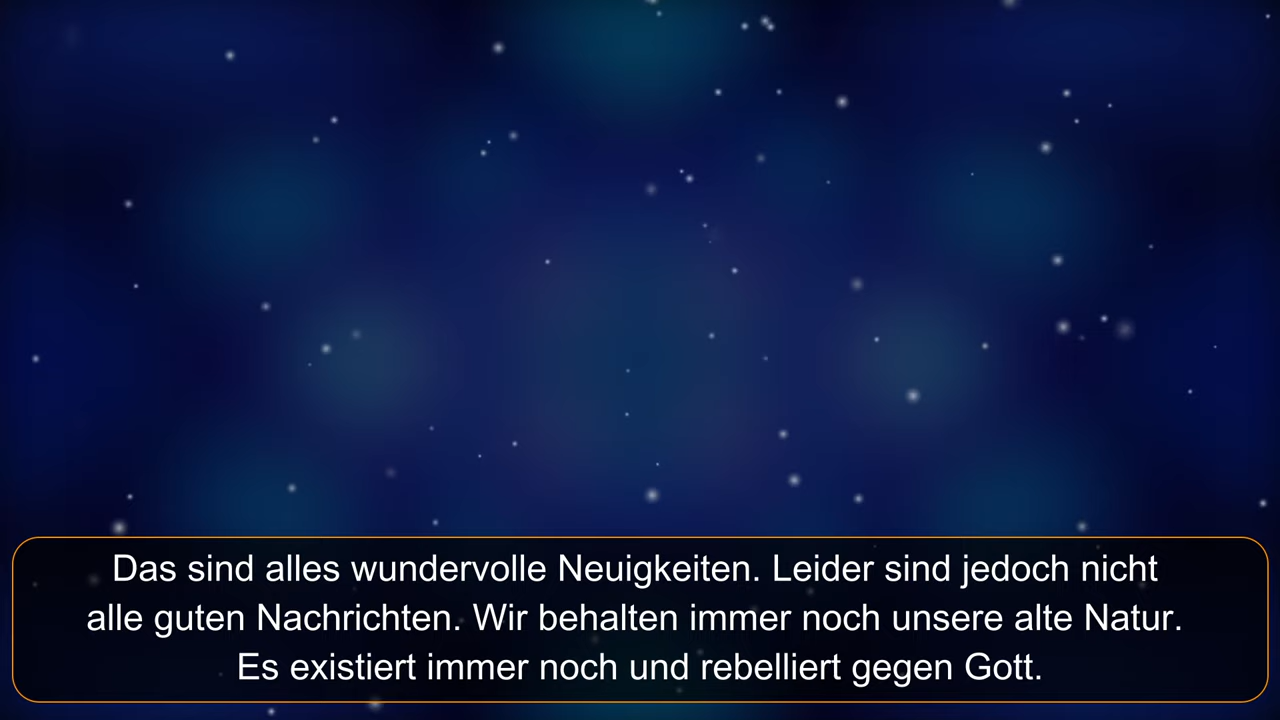 Das sind alles wundervolle Neuigkeiten. Leider sind jedoch nicht
alle guten Nachrichten. Wir behalten immer noch unsere alte Natur.
Es existiert immer noch und rebelliert gegen Gott.